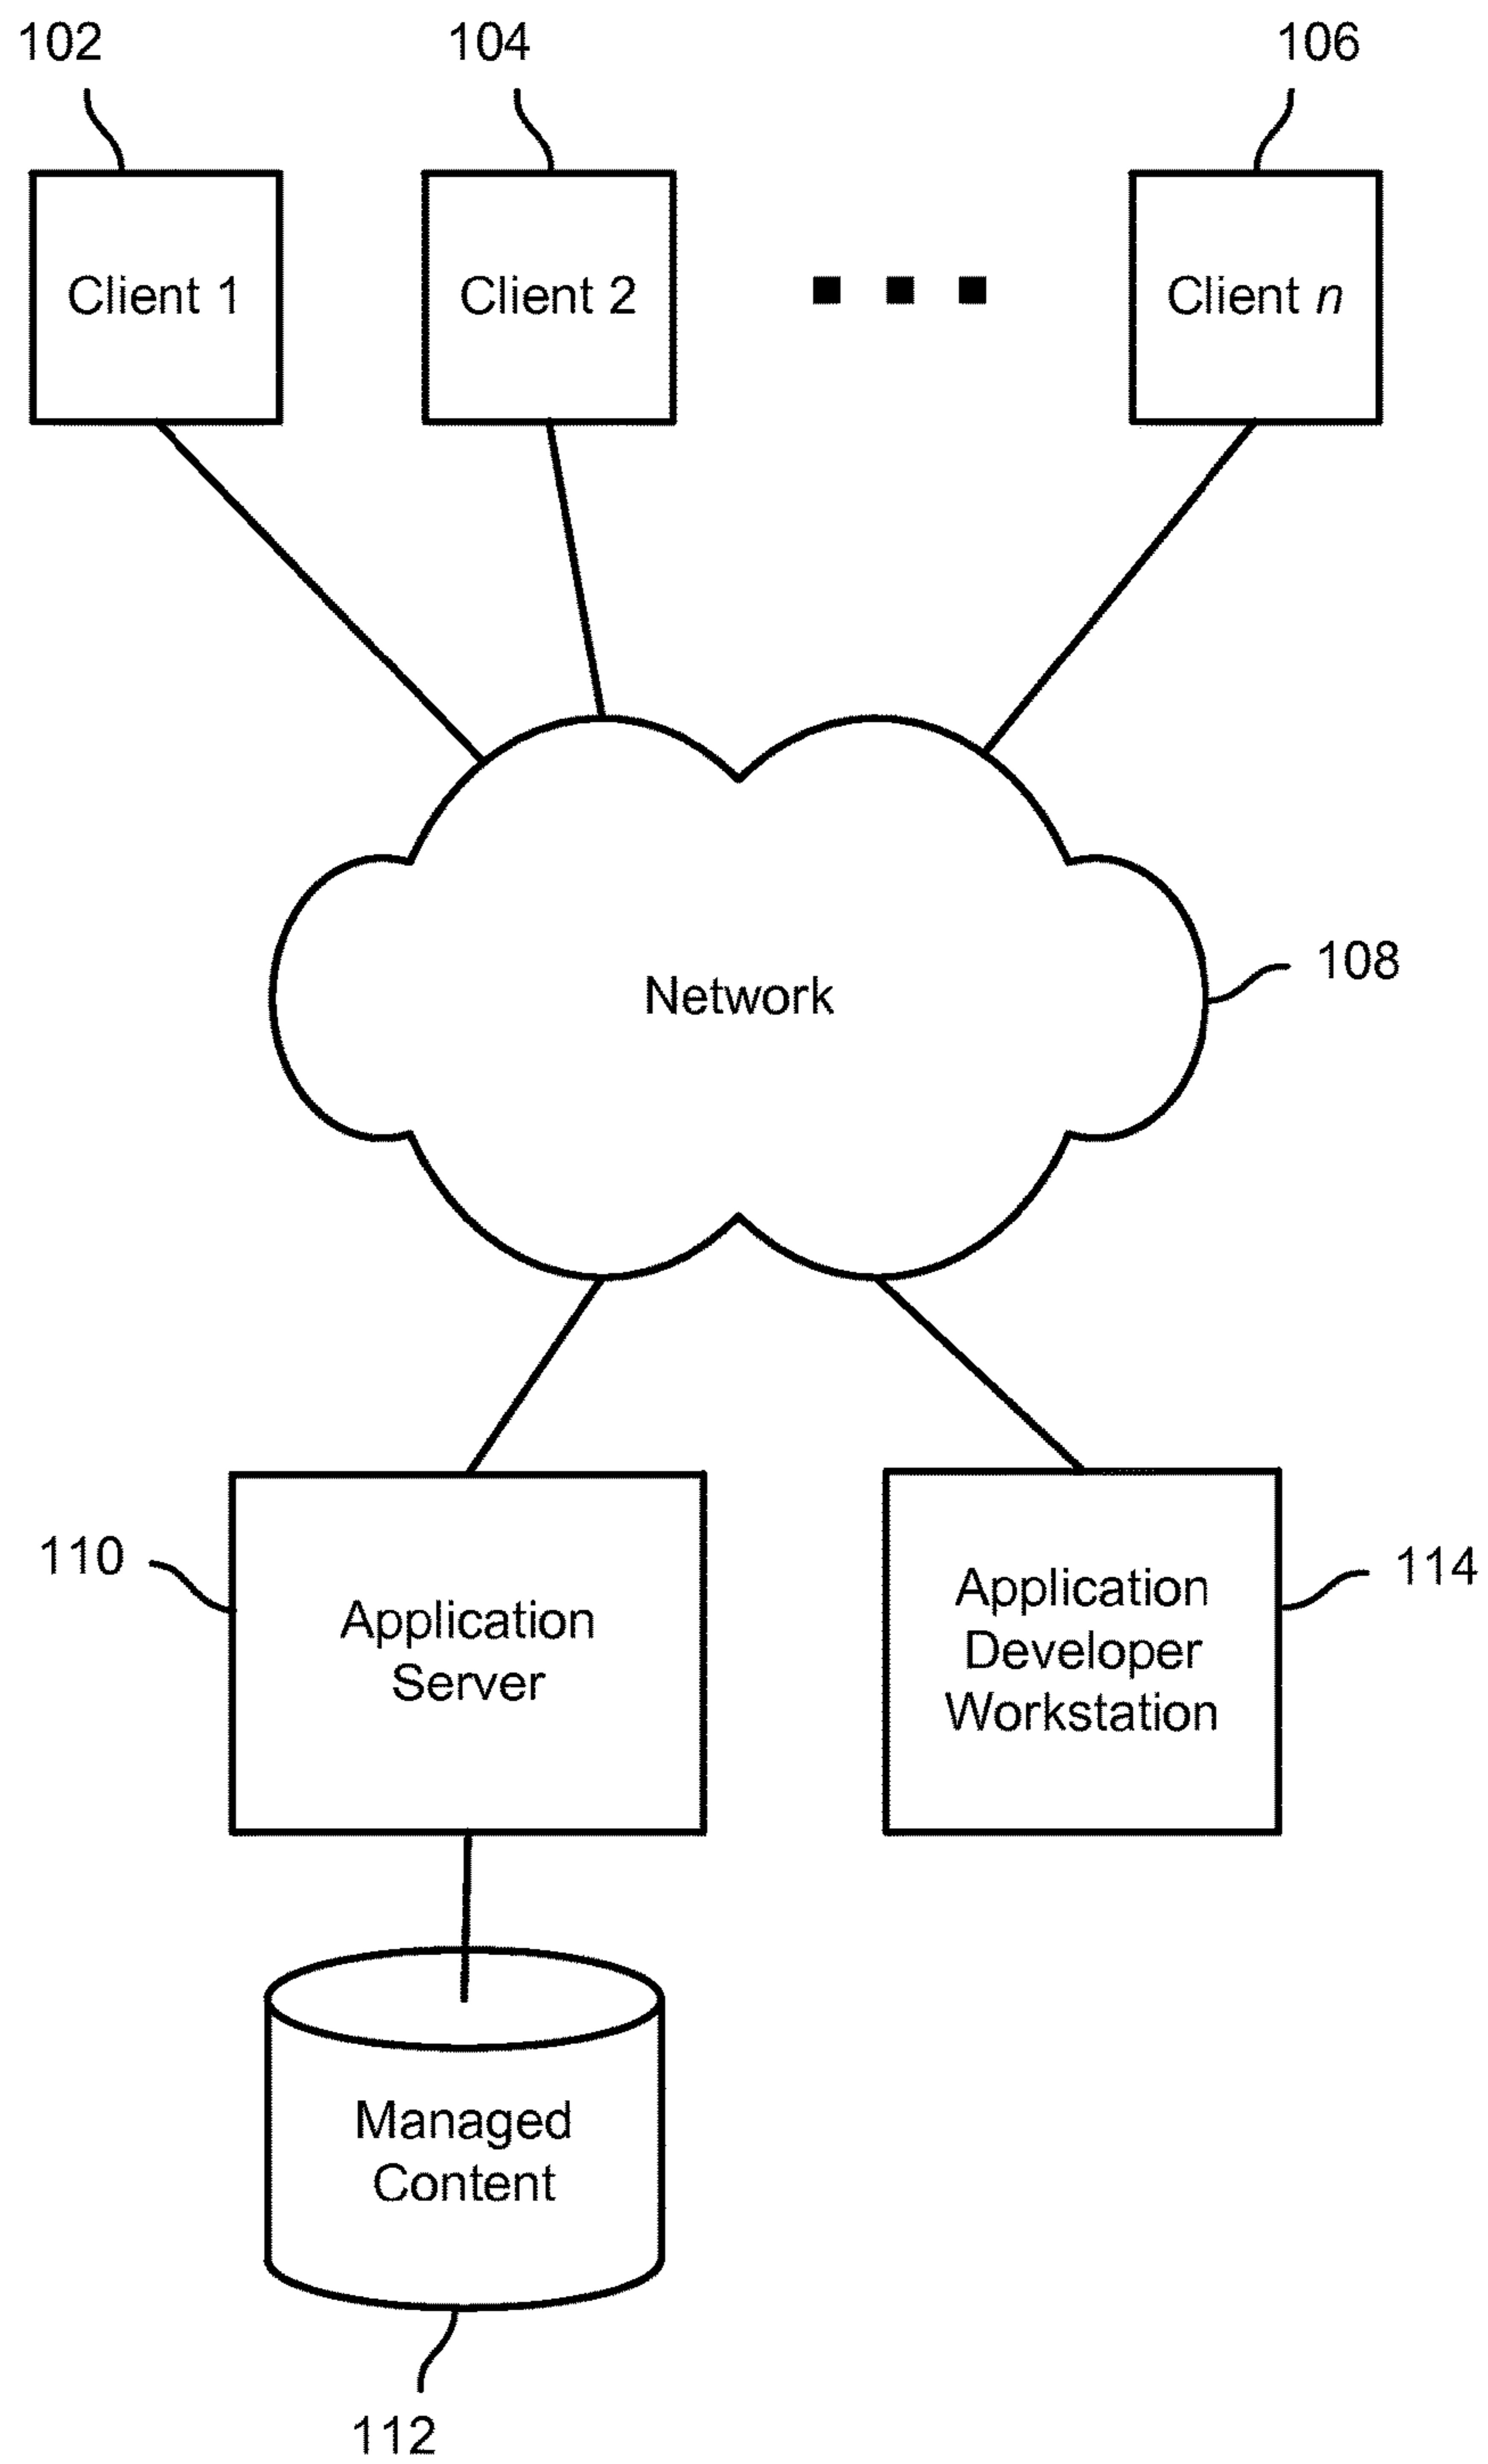 102
104
106
Client 1
Client 2
Client n
Network
108
110
Application
Server
Application
Developer
Workstation
114
Managed
Content
112